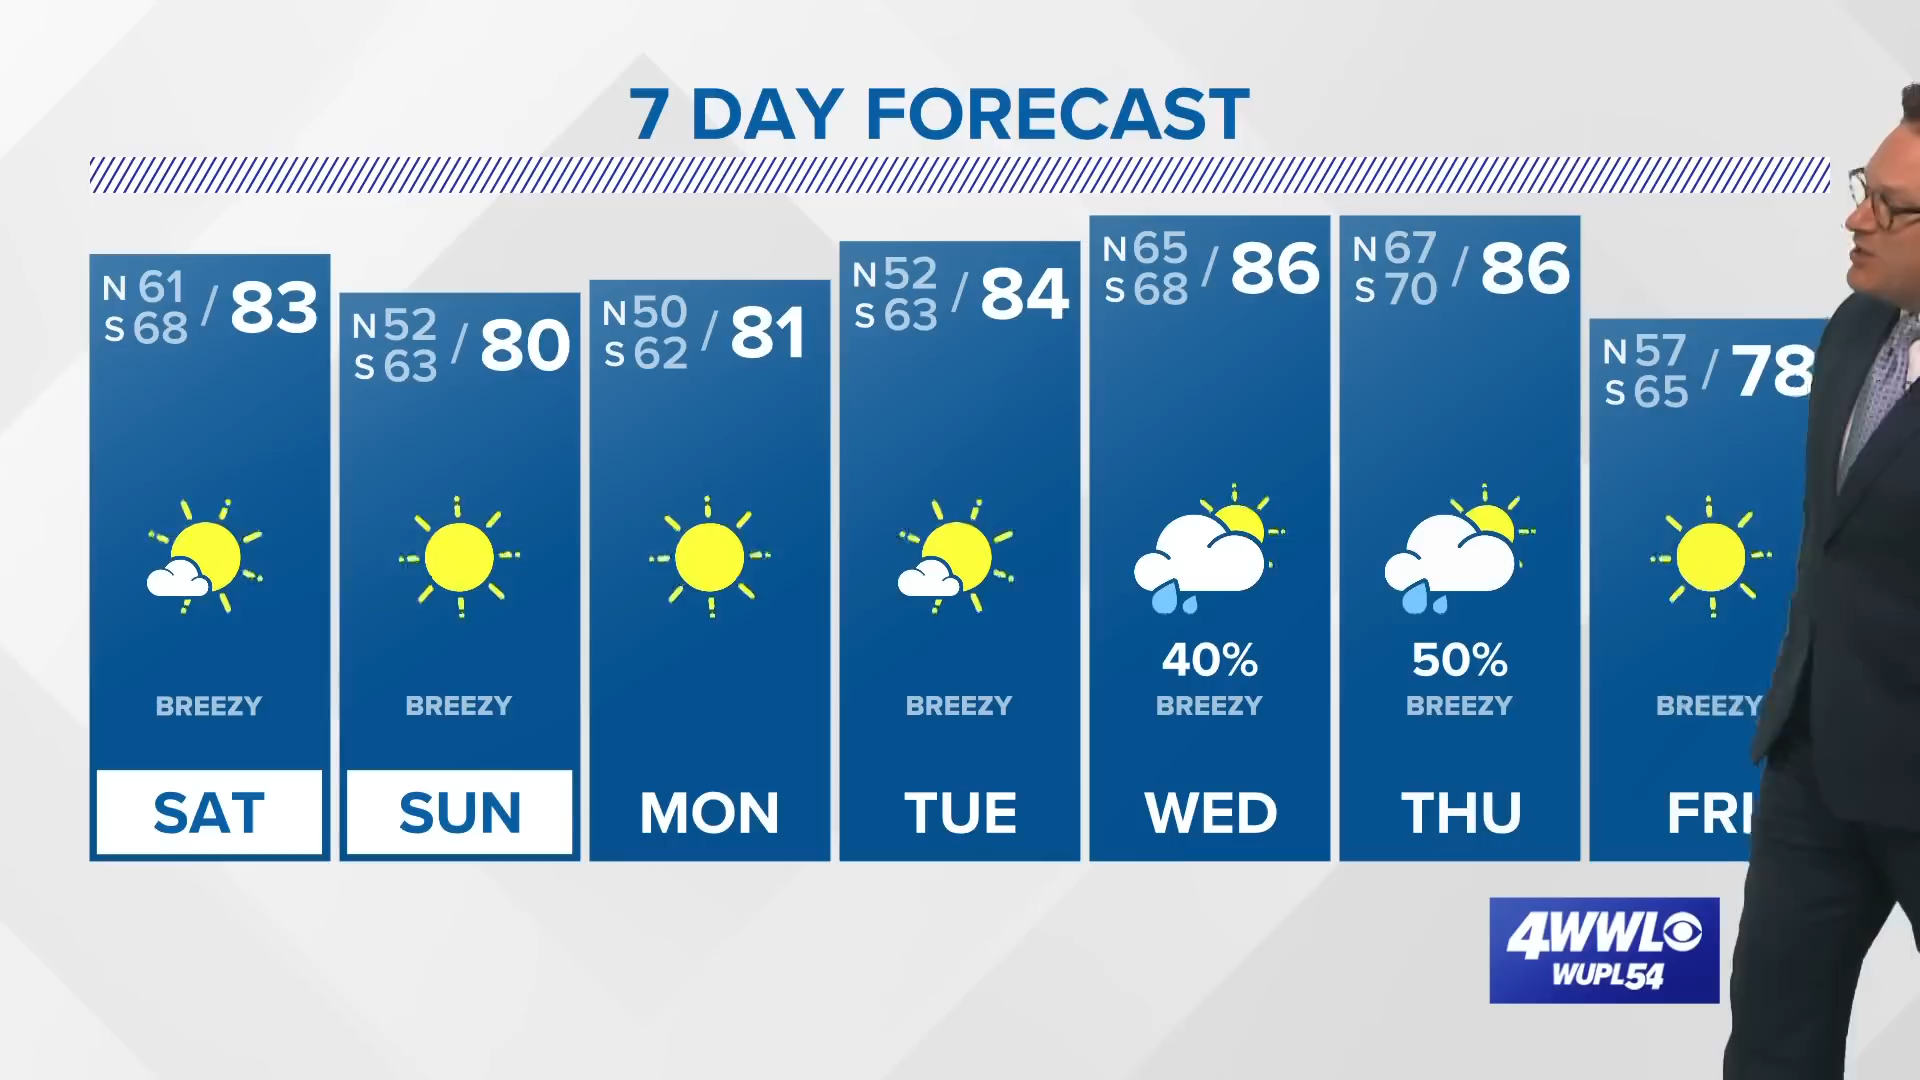 7 DAY FORECAST
N 61 / 83
S 68
BREEZY
SAT
N 52 / 80
S 63
BREEZY
SUN
N 50 / 81
S 62
MON
N 52 / 84
S 63
BREEZY
TUE
N 65 / 86
S 68
40%
BREEZY
WED
N 67 / 86
S 70
50%
BREEZY
THU
N 57 / 78
S 65
BREEZY
FRI
4WWL
WUPL54